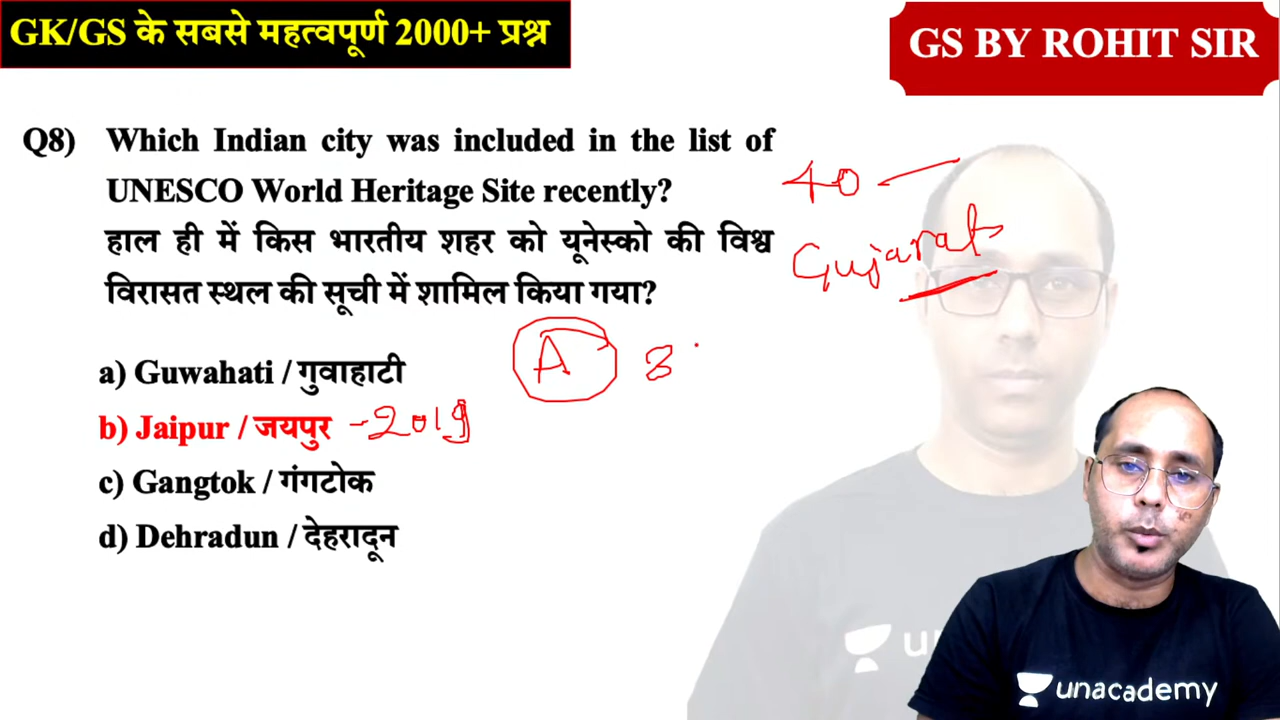 GK/GS के सबसे महत्वपूर्ण 2000+ प्रश्न
GS BY ROHIT SIR
Q8) Which Indian city was included in the list of
UNESCO World Heritage Site recently?
हाल ही में किस भारतीय शहर को यूनेस्को की विश्व
विरासत स्थल की सूची में शामिल किया गया?
40
Gujarat
a) Guwahati / गुवाहाटी
A 3
b) Jaipur / जयपुर -2019
c) Gangtok / गंगटोक
d) Dehradun / देहरादून
unacademy